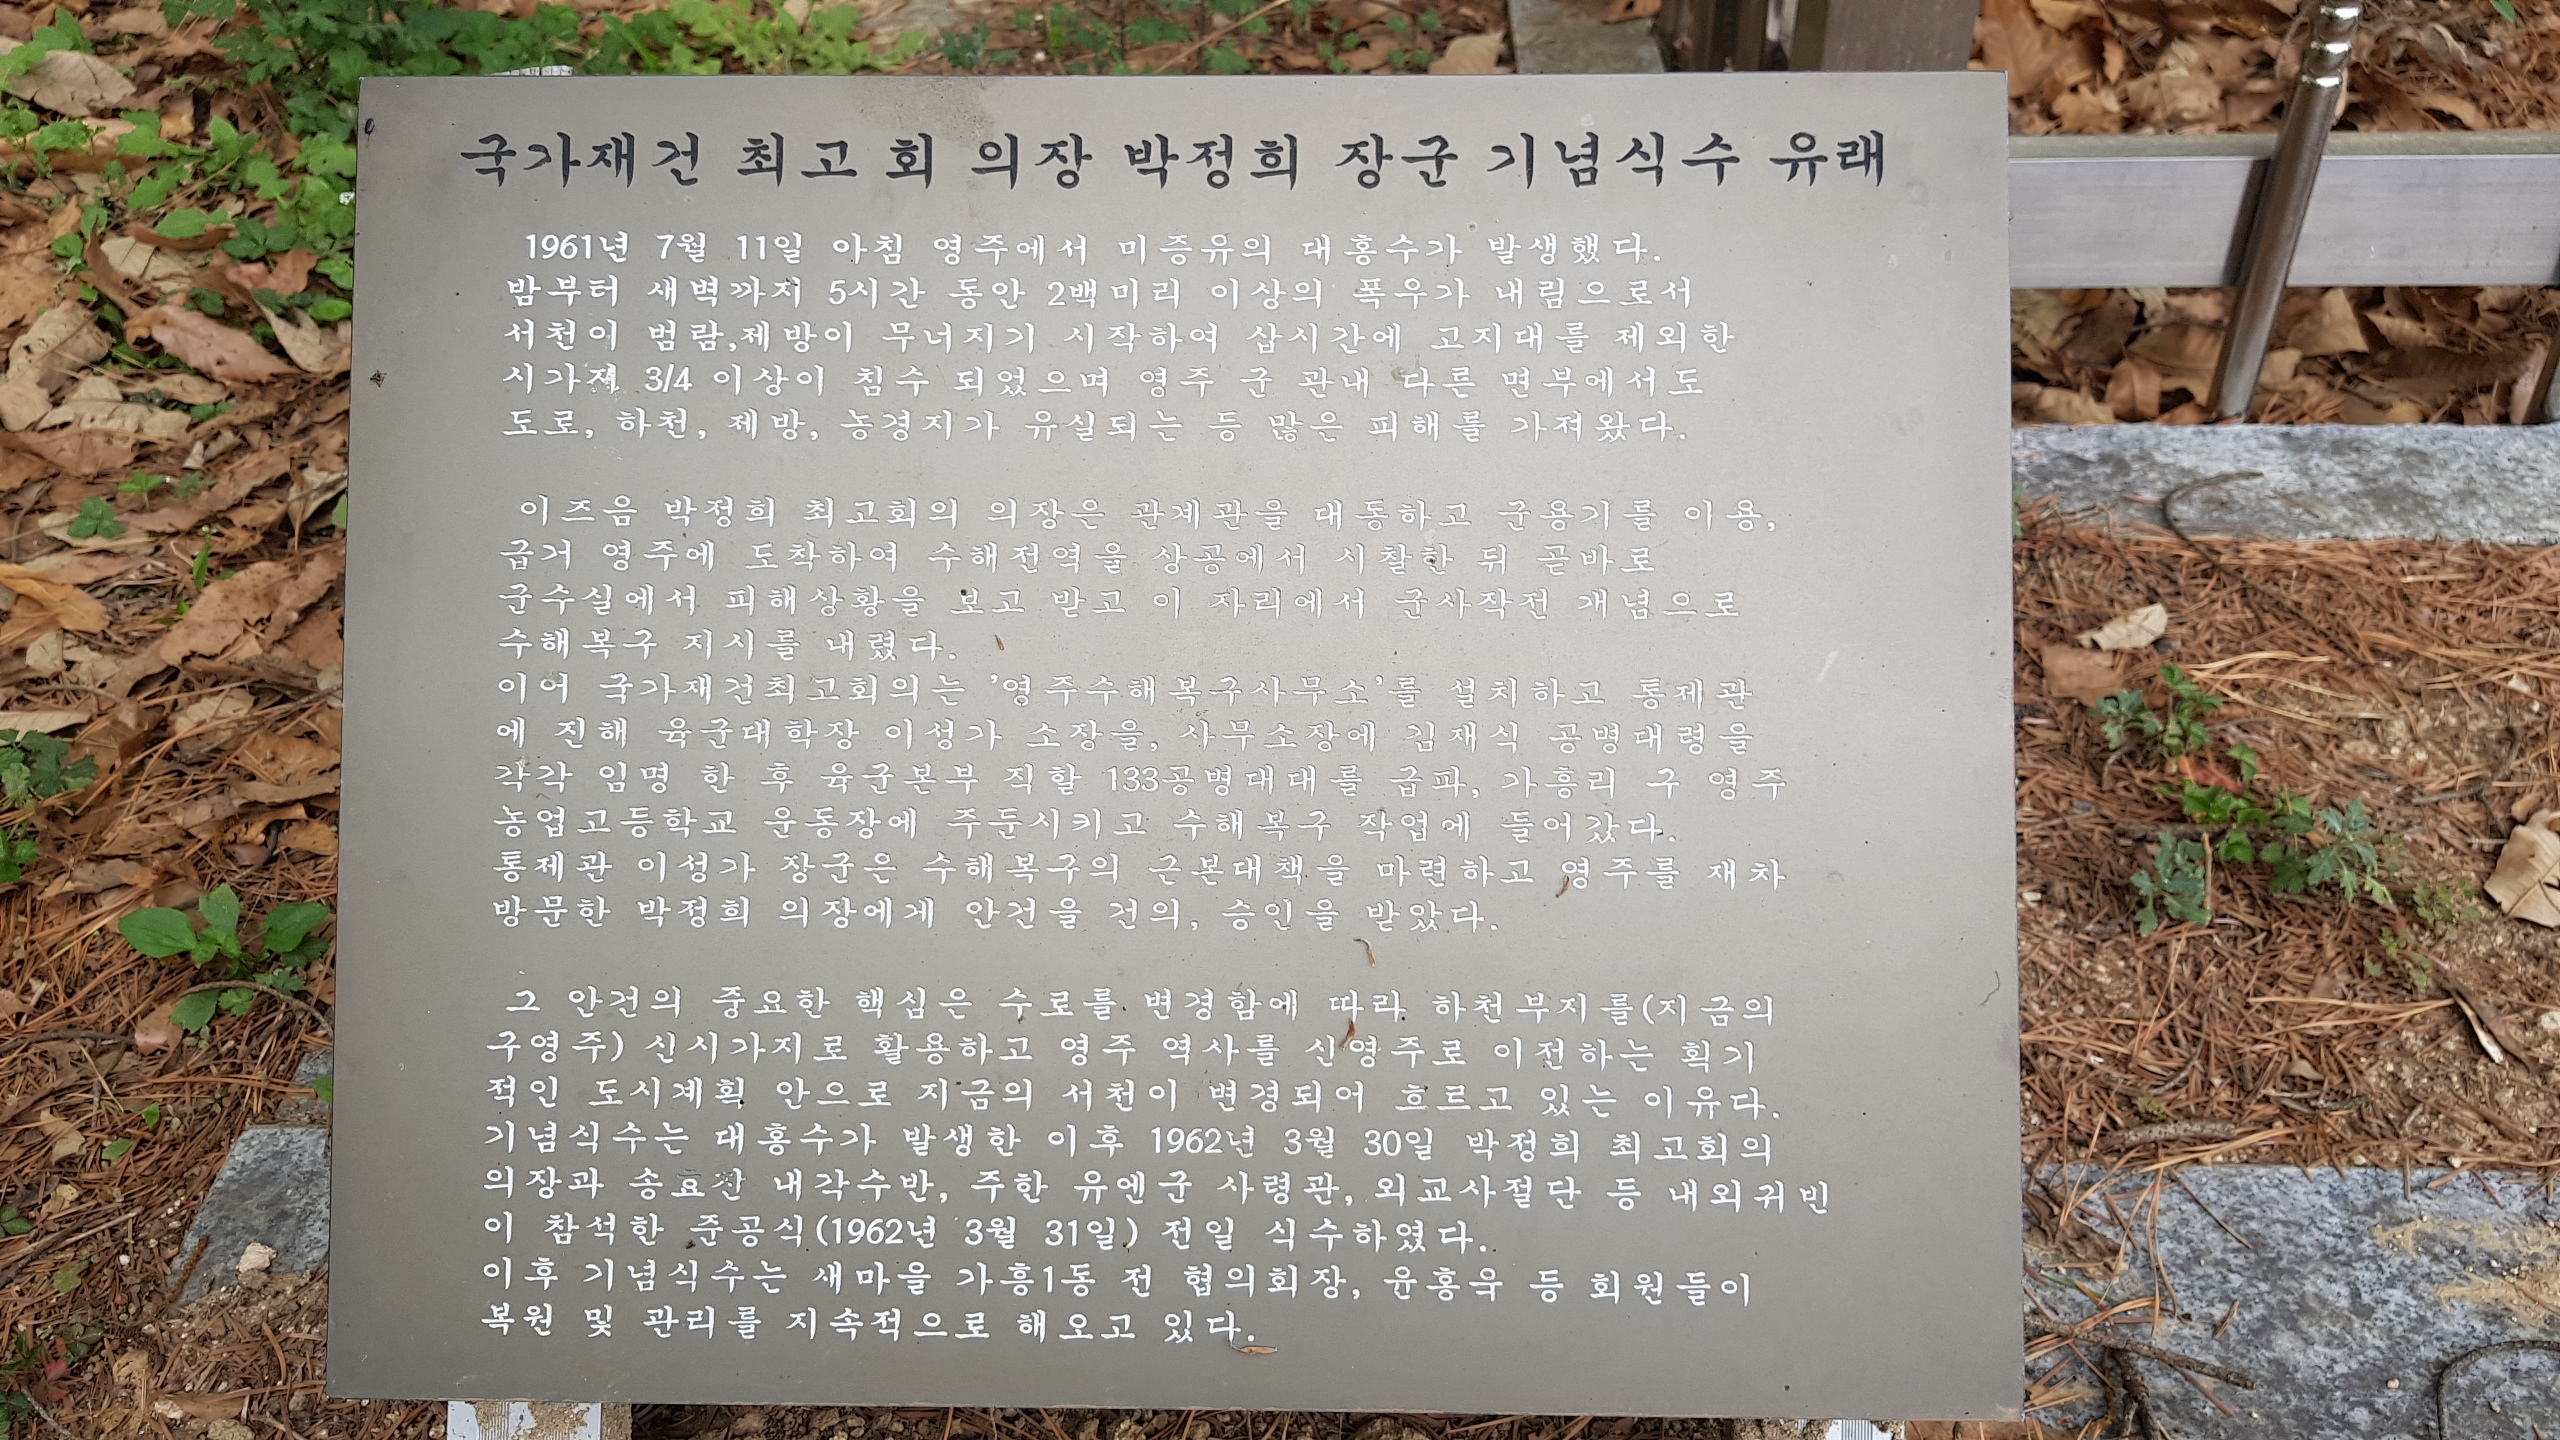 국가재건 최고 회 의장 박정희 장군 기념식수 유래
1961년 7월 11일 아침 영주에서 미증유의 대홍수가 발생했다.
밤부터 새벽까지 5시간 동안 2백미리 이상의 폭우가 내림으로서
서천이 범람,제방이 무너지기 시작하여 삽시간에 고지대를 제외한
3/4 이상이 침수 되었으며 영주 군 관내 다른 면부에서도
도로, 하천, 제방, 농경지가 유실되는 등 많은 피해를 가져왔다.
이즈음 박정희 최고회의 의장은 관계관을 대동하고 군용기를 이용,
급거 영주에 도착하여 수해전역을 상공에서 시찰한 뒤 곧바로
군수실에서 피해상황을 보고 받고 이 자리에서 군사작전 개념으로
수해복구 지시를 내렸다.
이어 국가재건최고회의는 '영주수해복구사무소'를 설치하고 통제관
에 진해 육군대학장 이성가 소장을, 사무소장에 김재식 공병대령을
각각 임명 한 후 육군본부 직할 133공병대대를 급파, 가흥리 구 영주
농업고등학교 운동장에 주둔시키고 수해복구 작업에 들어갔다.
통제관 이성가 장군은 수해복구의 근본대책을 마련하고 영주를 재차
방문한 박정희 의장에게 안건을 건의, 승인을 받았다.
그 안건의 중요한 핵심은 수로를 변경함에 따라 하천부지를(지금의
구영주) 신시가지로 활용하고 영주 역사를 신영주로 이전하는 획기
적인 도시계획 안으로 지금의 서천이 변경되어 흐르고 있는 이유다.
기념식수는 대홍수가 발생한 이후 1962년 3월 30일 박정희 최고회의
의장과 송효찬 내각수반, 주한 유엔군 사령관, 외교사절단 등 내외귀빈
이 참석한 준공식(1962년 3월 31일) 전일 식수하였다.
이후 기념식수는 새마을 가흥1동 전 협의회장, 윤홍욱 등 회원들이
복원 및 관리를 지속적으로 해오고 있다.